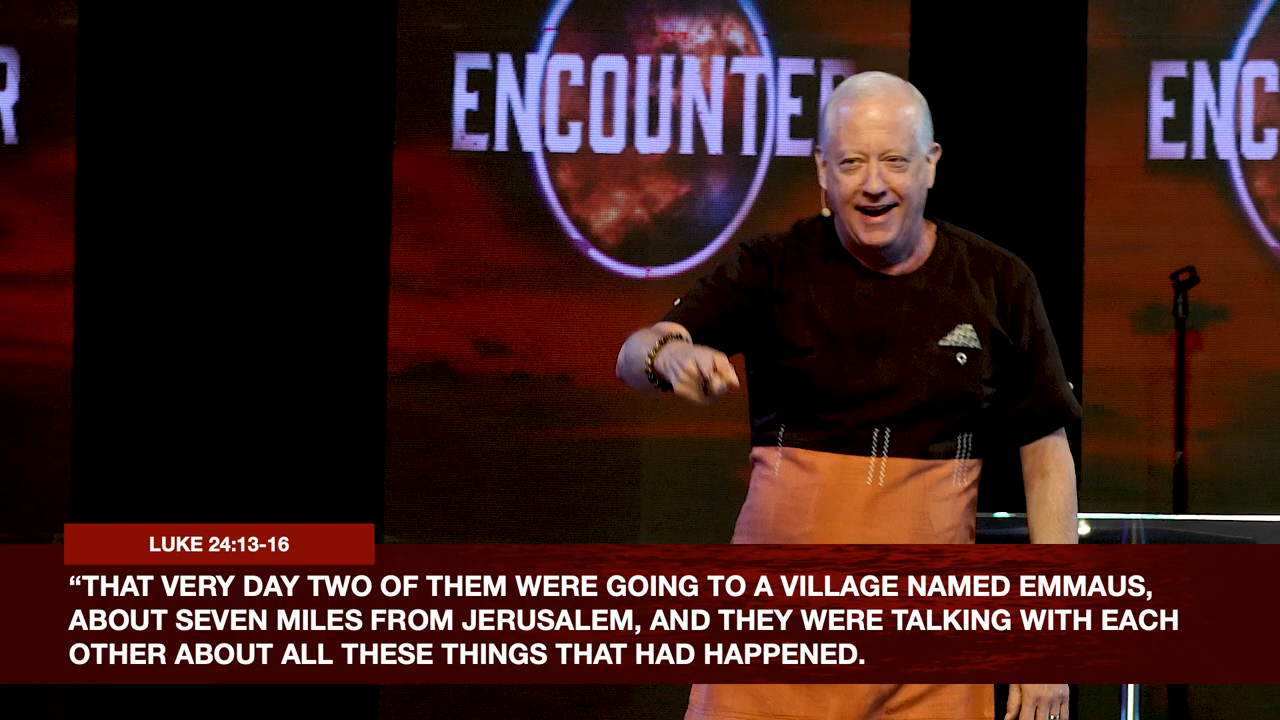 R
ENCOUNTER
ENC
LUKE 24:13-16
“THAT VERY DAY TWO OF THEM WERE GOING TO A VILLAGE NAMED EMMAUS,
ABOUT SEVEN MILES FROM JERUSALEM, AND THEY WERE TALKING WITH EACH
OTHER ABOUT ALL THESE THINGS THAT HAD HAPPENED.